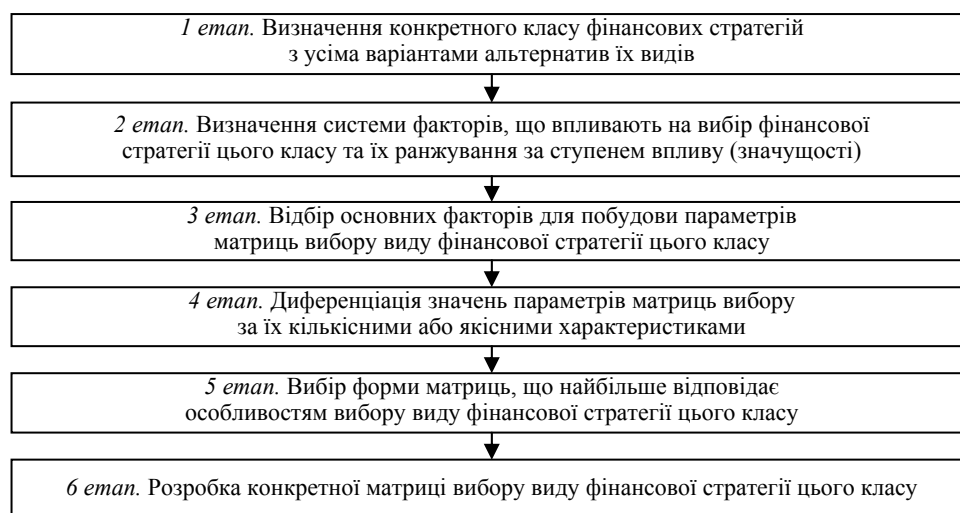 1 етап. Визначення конкретного класу фінансових стратегій
з усіма варіантами альтернатив їх видів
2 етап. Визначення системи факторів, що впливають на вибір фінансової
стратегії цього класу та їх ранжування за ступенем впливу (значущості)
3 етап. Відбір основних факторів для побудови параметрів
матриць вибору виду фінансової стратегії цього класу
4 етап. Диференціація значень параметрів матриць вибору
за їх кількісними або якісними характеристиками
5 етап. Вибір форми матриць, що найбільше відповідає
особливостям вибору виду фінансової стратегії цього класу
6 етап. Розробка конкретної матриці вибору виду фінансової стратегії цього класу